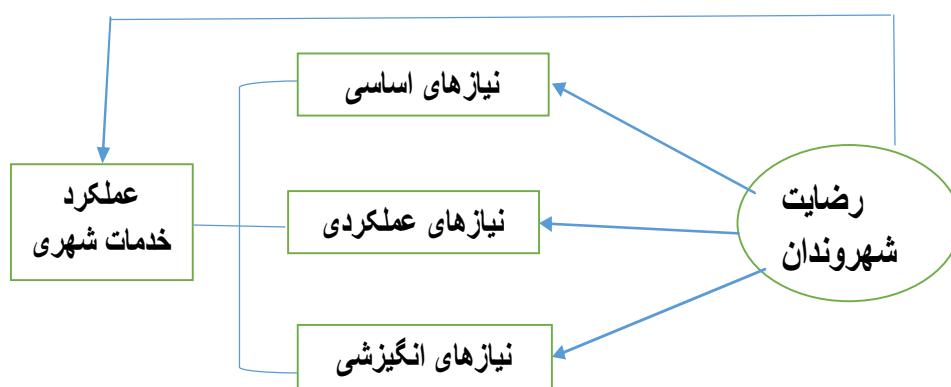 نیازهای اساسی
عملکرد
خدمات شهری
نیازهای عملکردی
رضایت
شهروندان
نیازهای انگیزشی